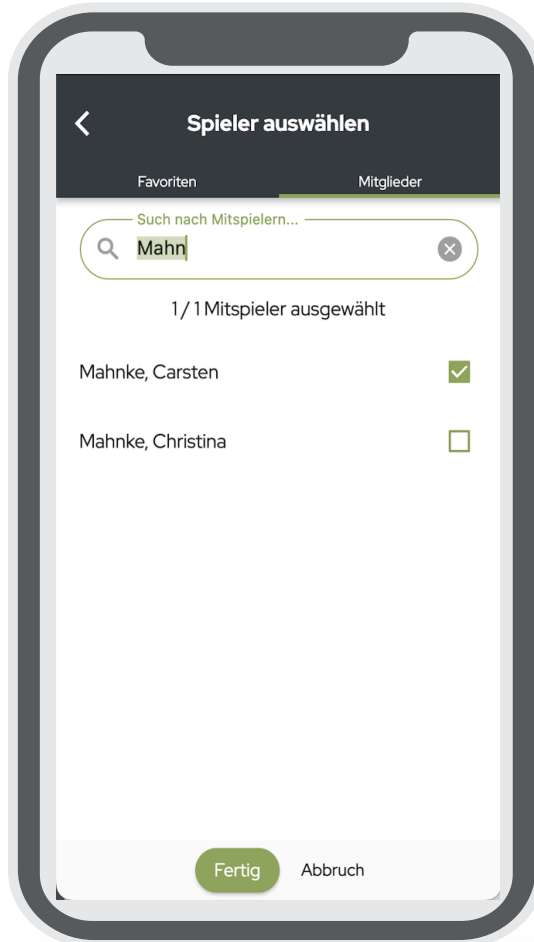 Spieler auswählen
Favoriten Mitglieder
Such nach Mitspielern...
Mahn
1 / 1 Mitspieler ausgewählt
Mahnke, Carsten
Mahnke, Christina
Fertig Abbruch